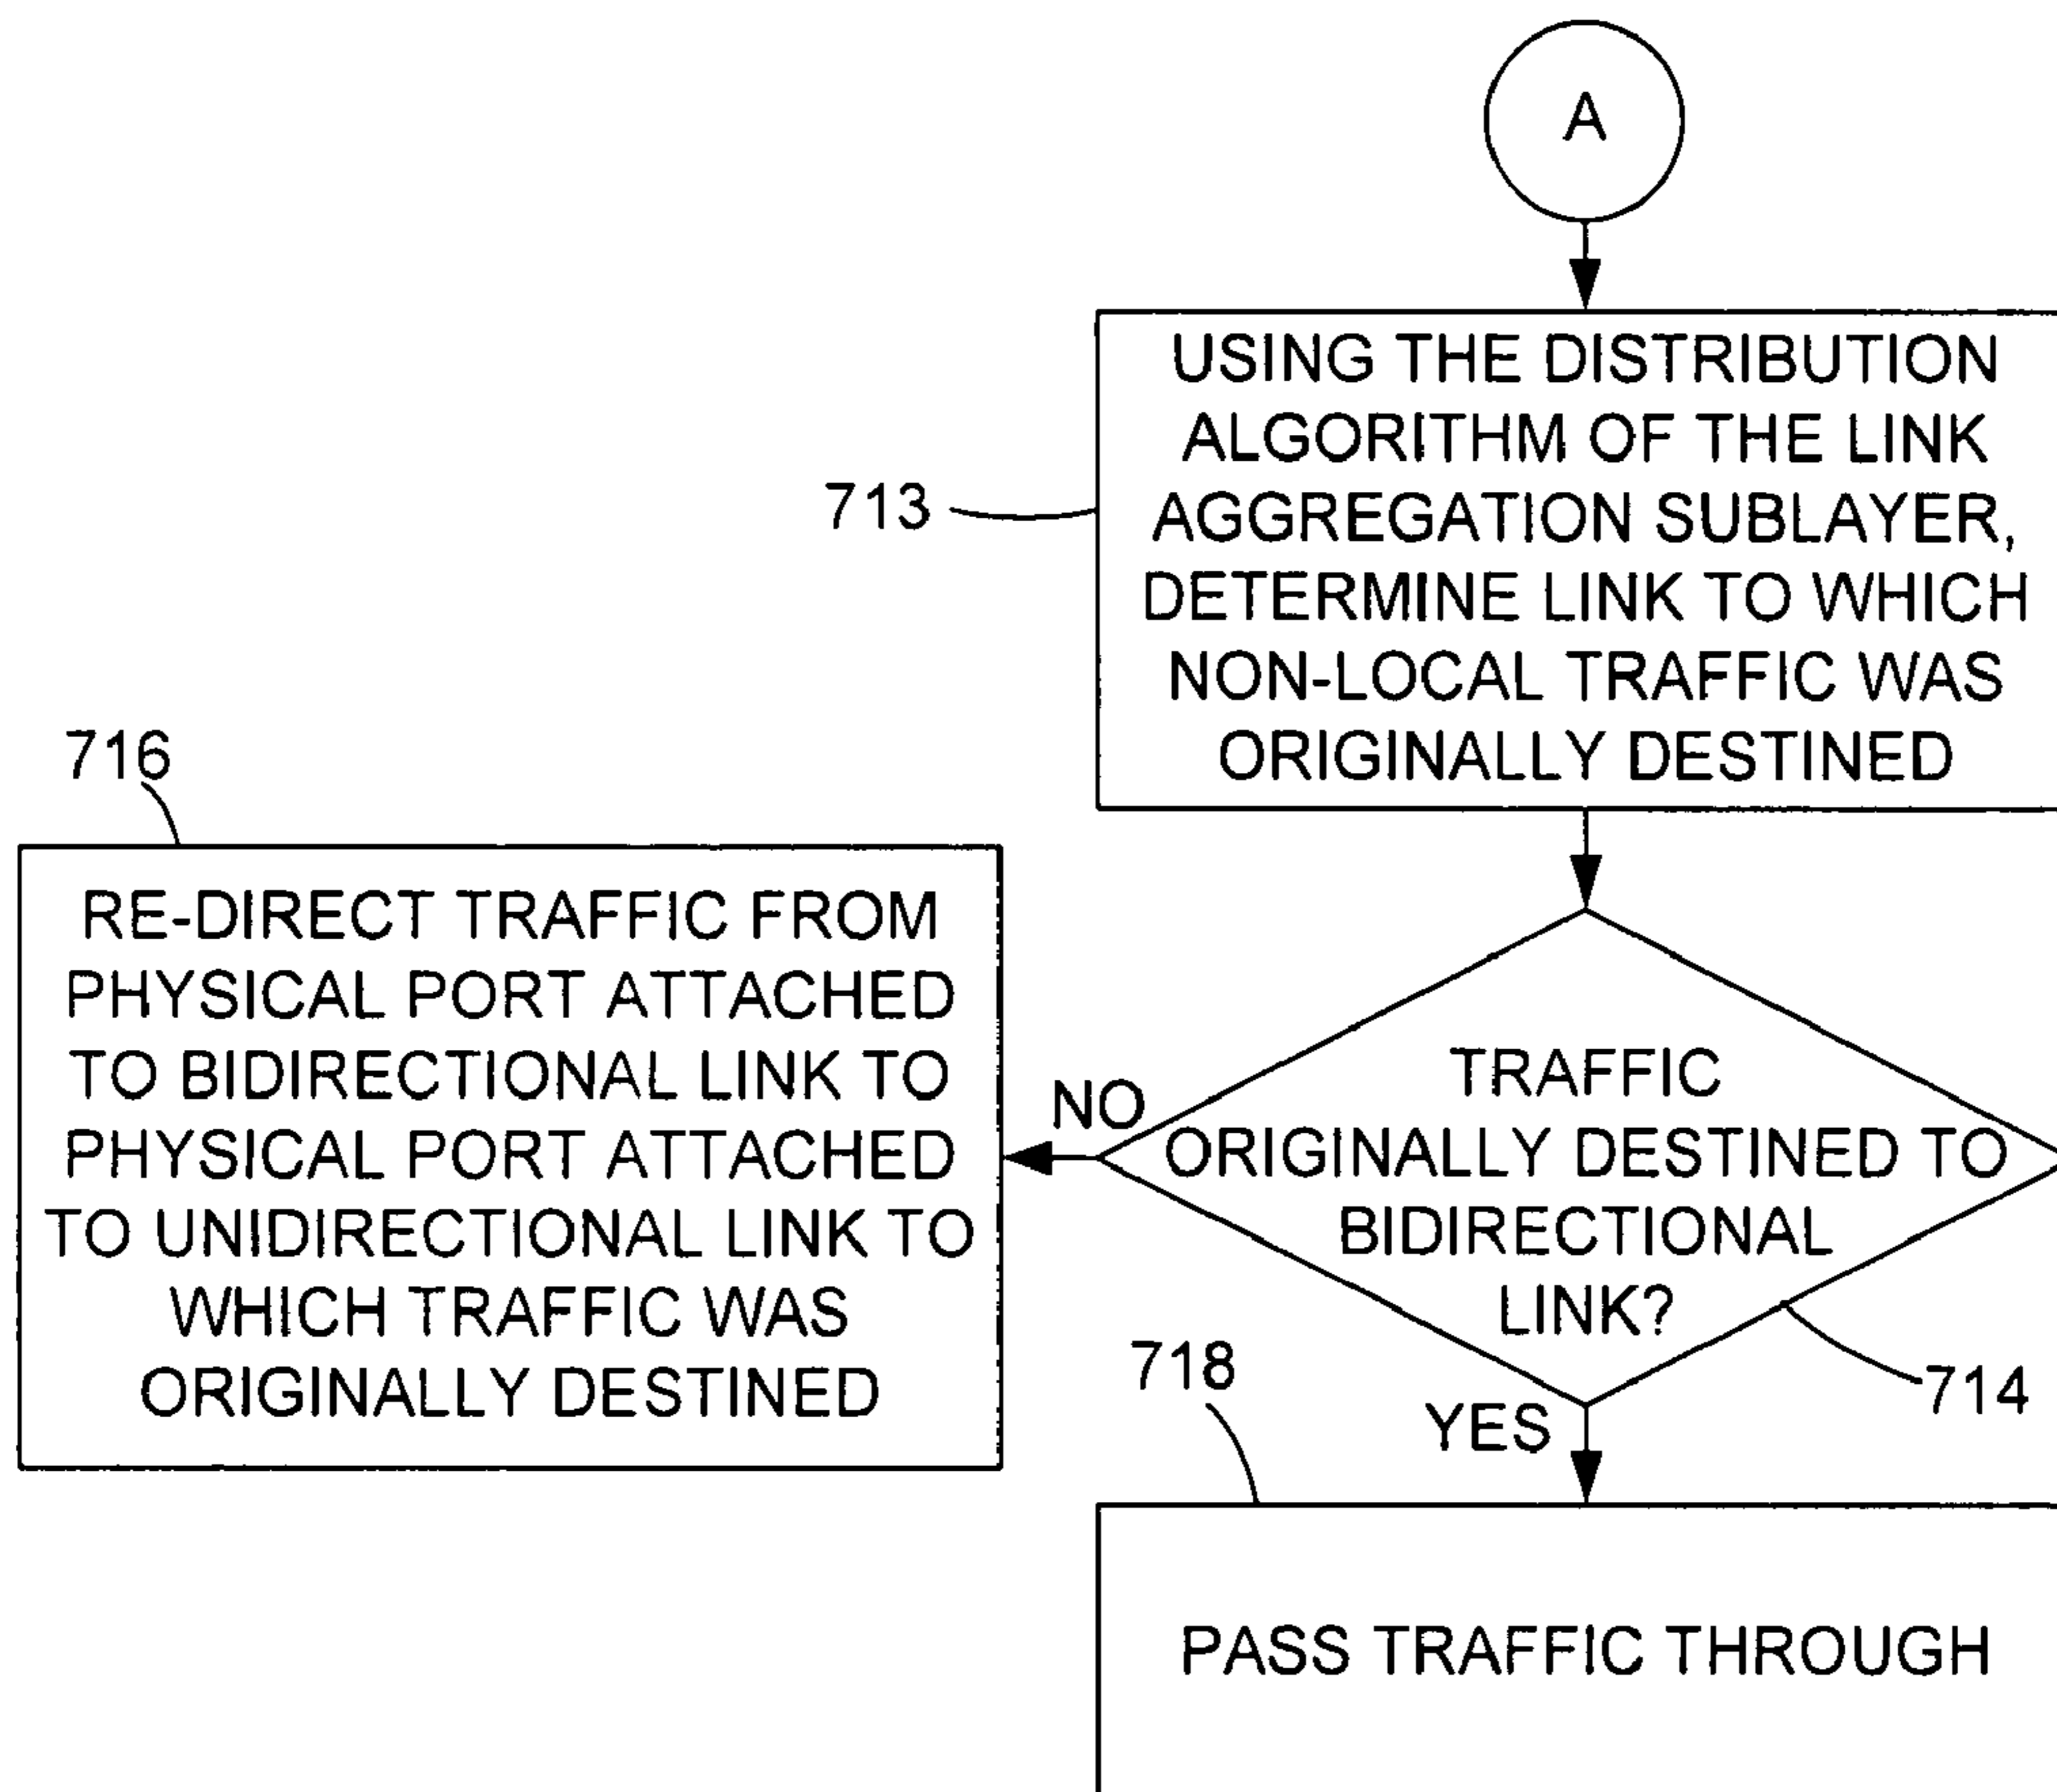 A
USING THE DISTRIBUTION
ALGORITHM OF THE LINK
AGGREGATION SUBLAYER,
DETERMINE LINK TO WHICH
NON-LOCAL TRAFFIC WAS
ORIGINALLY DESTINED
713
716
RE-DIRECT TRAFFIC FROM
PHYSICAL PORT ATTACHED
TO BIDIRECTIONAL LINK TO
PHYSICAL PORT ATTACHED
TO UNIDIRECTIONAL LINK TO
WHICH TRAFFIC WAS
ORIGINALLY DESTINED
NO
TRAFFIC
ORIGINALLY DESTINED TO
BIDIRECTIONAL
LINK?
714
718
YES
PASS TRAFFIC THROUGH